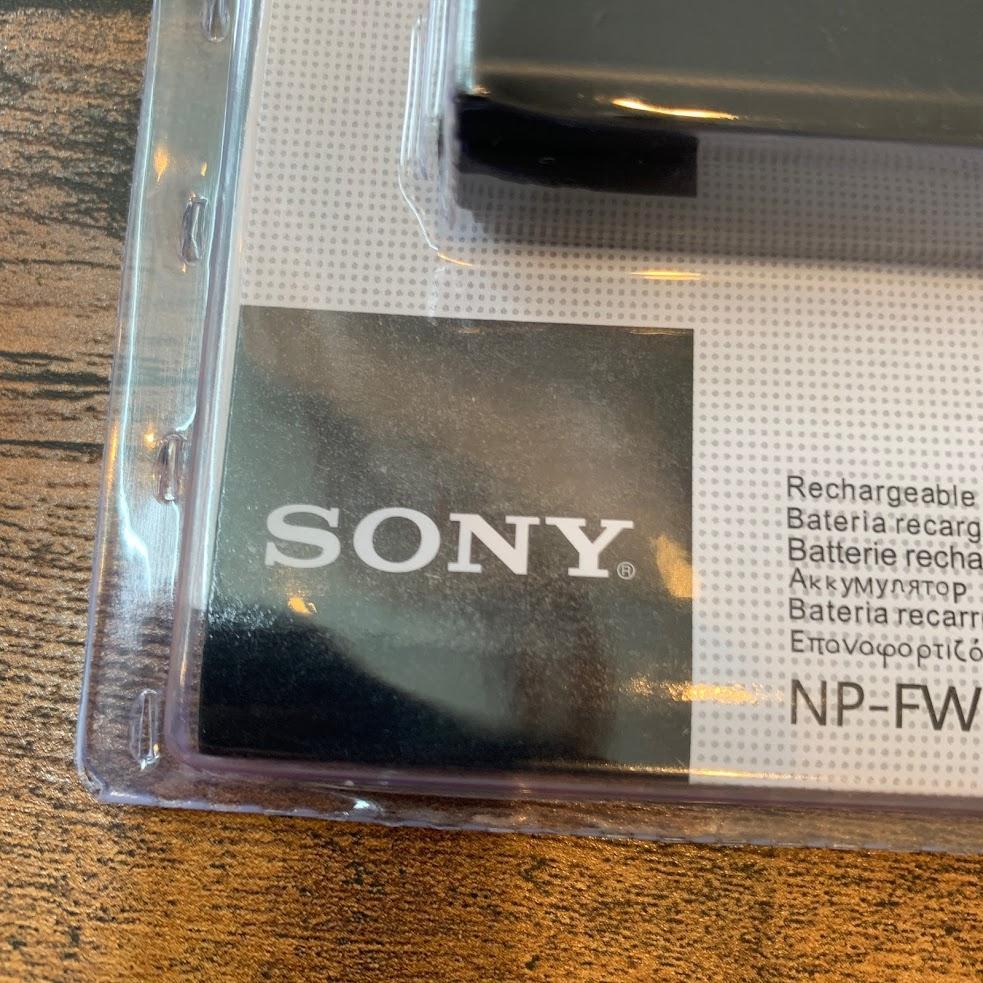 SONY®
Rechargeable
Bateria recarg
Batterie recha
Аккумулятор
Bateria recarr
Επαναφορτιζό
NP-FW